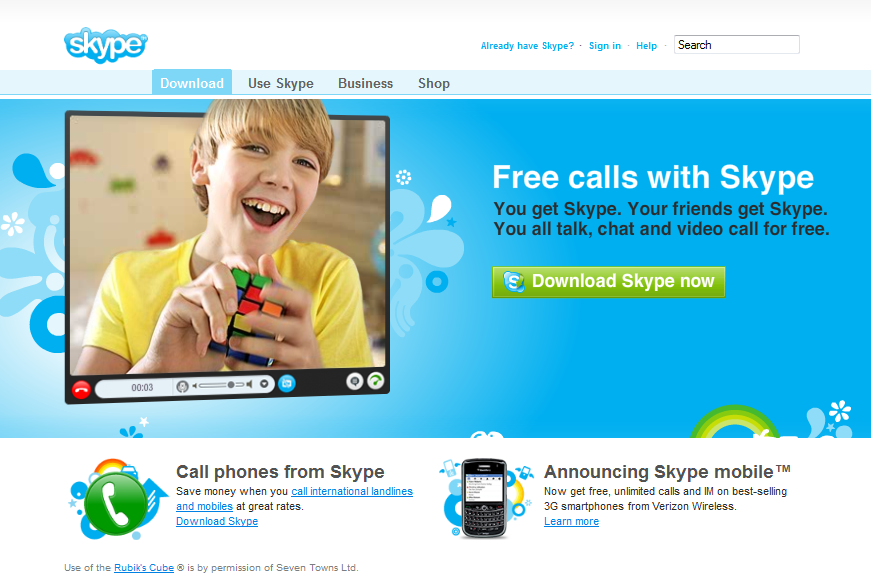 skype
Already have Skype? · Sign in · Help · Search
Download Use Skype Business Shop
Free calls with Skype
You get Skype. Your friends get Skype.
You all talk, chat and video call for free.
Download Skype now
00:03
Call phones from Skype
Save money when you call international landlines
and mobiles at great rates.
Download Skype
Announcing Skype mobile™
Now get free, unlimited calls and IM on best-selling
3G smartphones from Verizon Wireless.
Learn more
Use of the Rubik's Cube ® is by permission of Seven Towns Ltd.